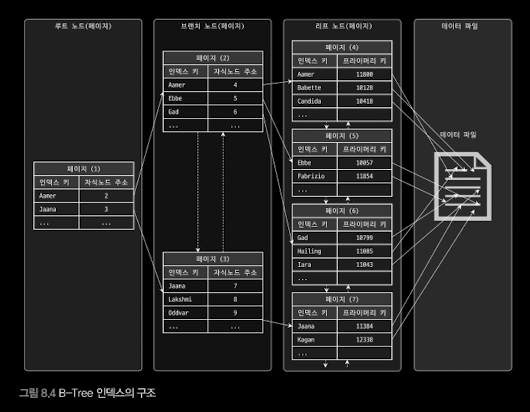 루트 노드(페이지)
브랜치 노드(페이지)
리프 노드(페이지)
데이터 파일
페이지 (1)
인덱스 키 자식노드 주소
Aamer 2
Jaana 3
... ...
페이지 (2)
인덱스 키 자식노드 주소
Aamer 4
Ebbe 5
Gad 6
... ...
페이지 (3)
인덱스 키 자식노드 주소
Jaana 7
Lakshmi 8
Oddvar 9
... ...
페이지 (4)
인덱스 키 프라이머리 키
Aamer 11800
Babette 10128
Candida 10418
...
페이지 (5)
인덱스 키 프라이머리 키
Ebbe 10057
Fabrizio 11854
...
페이지 (6)
인덱스 키 프라이머리 키
Gad 10799
Hailing 11085
Iara 11043
...
페이지 (7)
인덱스 키 프라이머리 키
Jaana 11384
Kagan 12338
...
데이터 파일
그림 8.4 B-Tree 인덱스의 구조